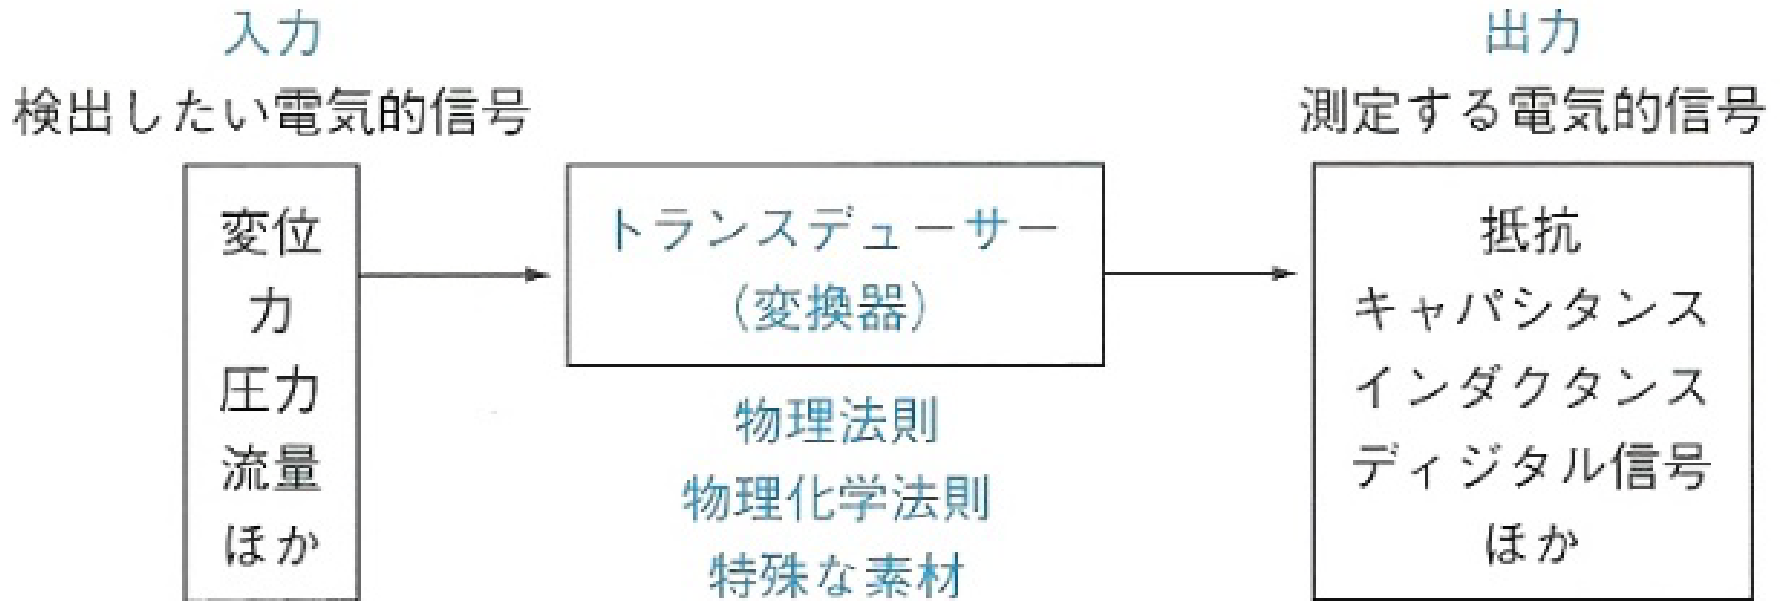 入力
検出したい電気的信号
変位
力
圧力
流量
ほか
トランスデューサー
(変換器)
物理法則
物理化学法則
特殊な素材
出力
測定する電気的信号
抵抗
キャパシタンス
インダクタンス
ディジタル信号
ほか